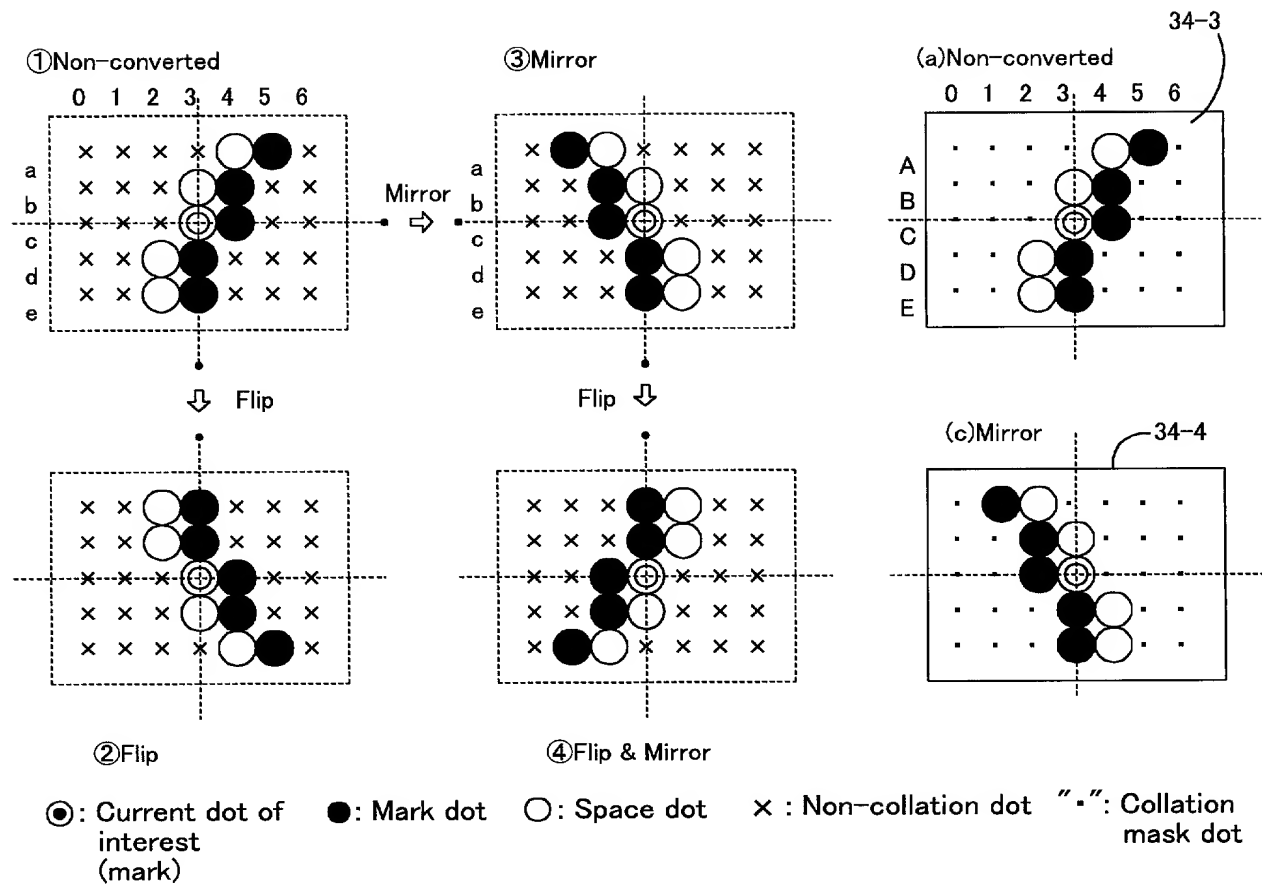 34-3
①Non-converted
③Mirror
(a)Non-converted
0 1 2 3 4 5 6
0 1 2 3 4 5 6
a
b
c
d
e
Mirror
a
b
c
d
e
A
B
C
D
E
Flip
Flip
(c)Mirror
34-4
②Flip
④Flip & Mirror
◉: Current dot of
interest
(mark)
●: Mark dot
○: Space dot
×: Non-collation dot
"·": Collation
mask dot